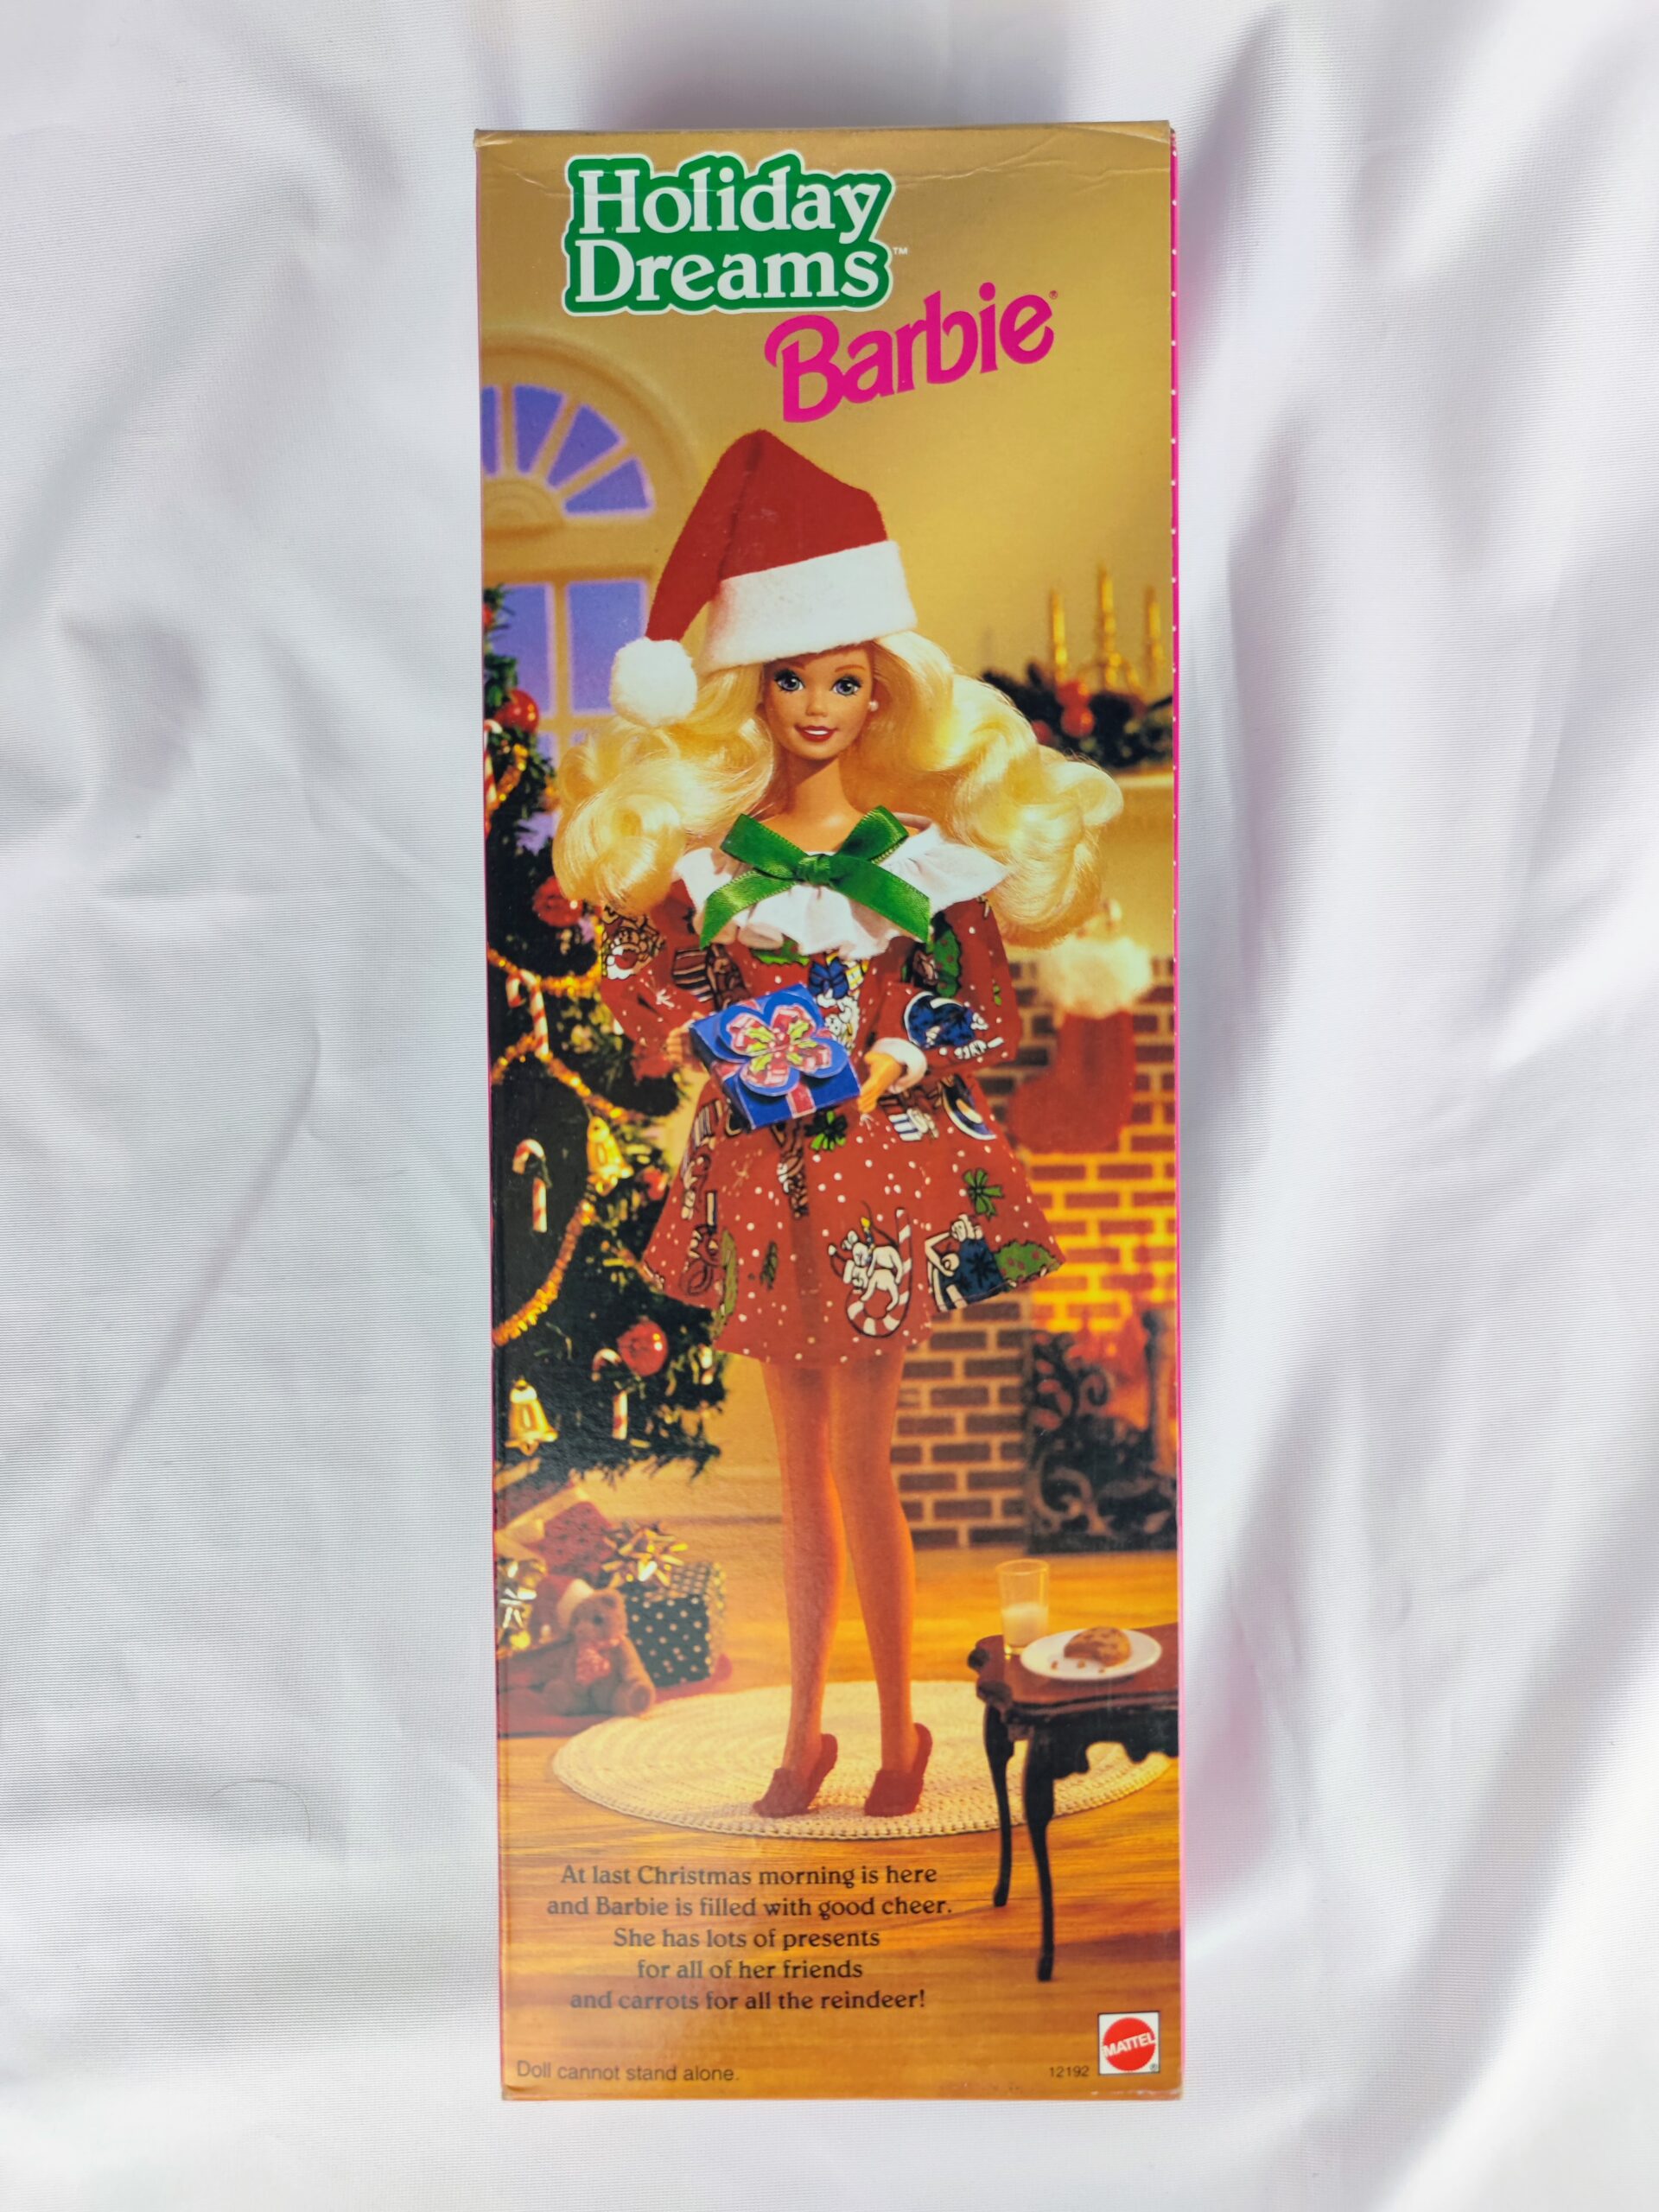 Holiday
Dreams™
Barbie®
At last Christmas morning is here
and Barbie is filled with good cheer.
She has lots of presents
for all of her friends
and carrots for all the reindeer!
Doll cannot stand alone.
12192
MATTEL®